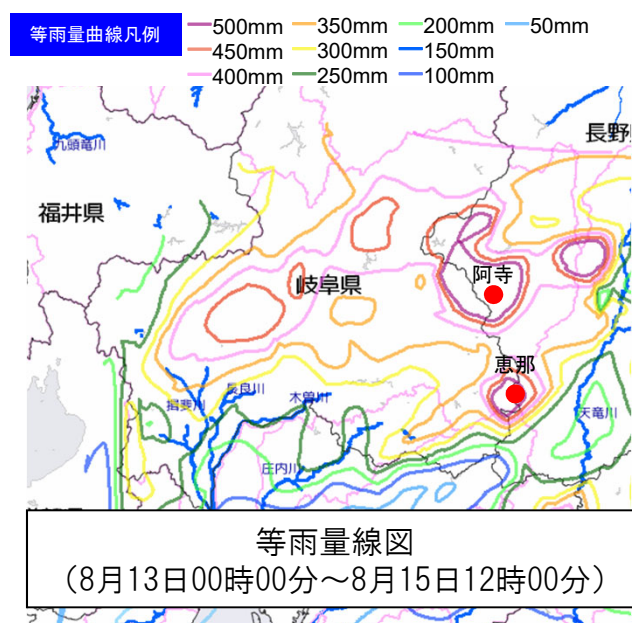 等雨量曲線凡例
500mm 350mm 200mm 50mm
450mm 300mm 150mm
400mm 250mm 100mm
長野
九頭竜川
福井県
阿寺
岐阜県
恵那
長良川
揖斐川
木曽川
天竜川
庄内川
等雨量線図
（8月13日00時00分～8月15日12時00分）